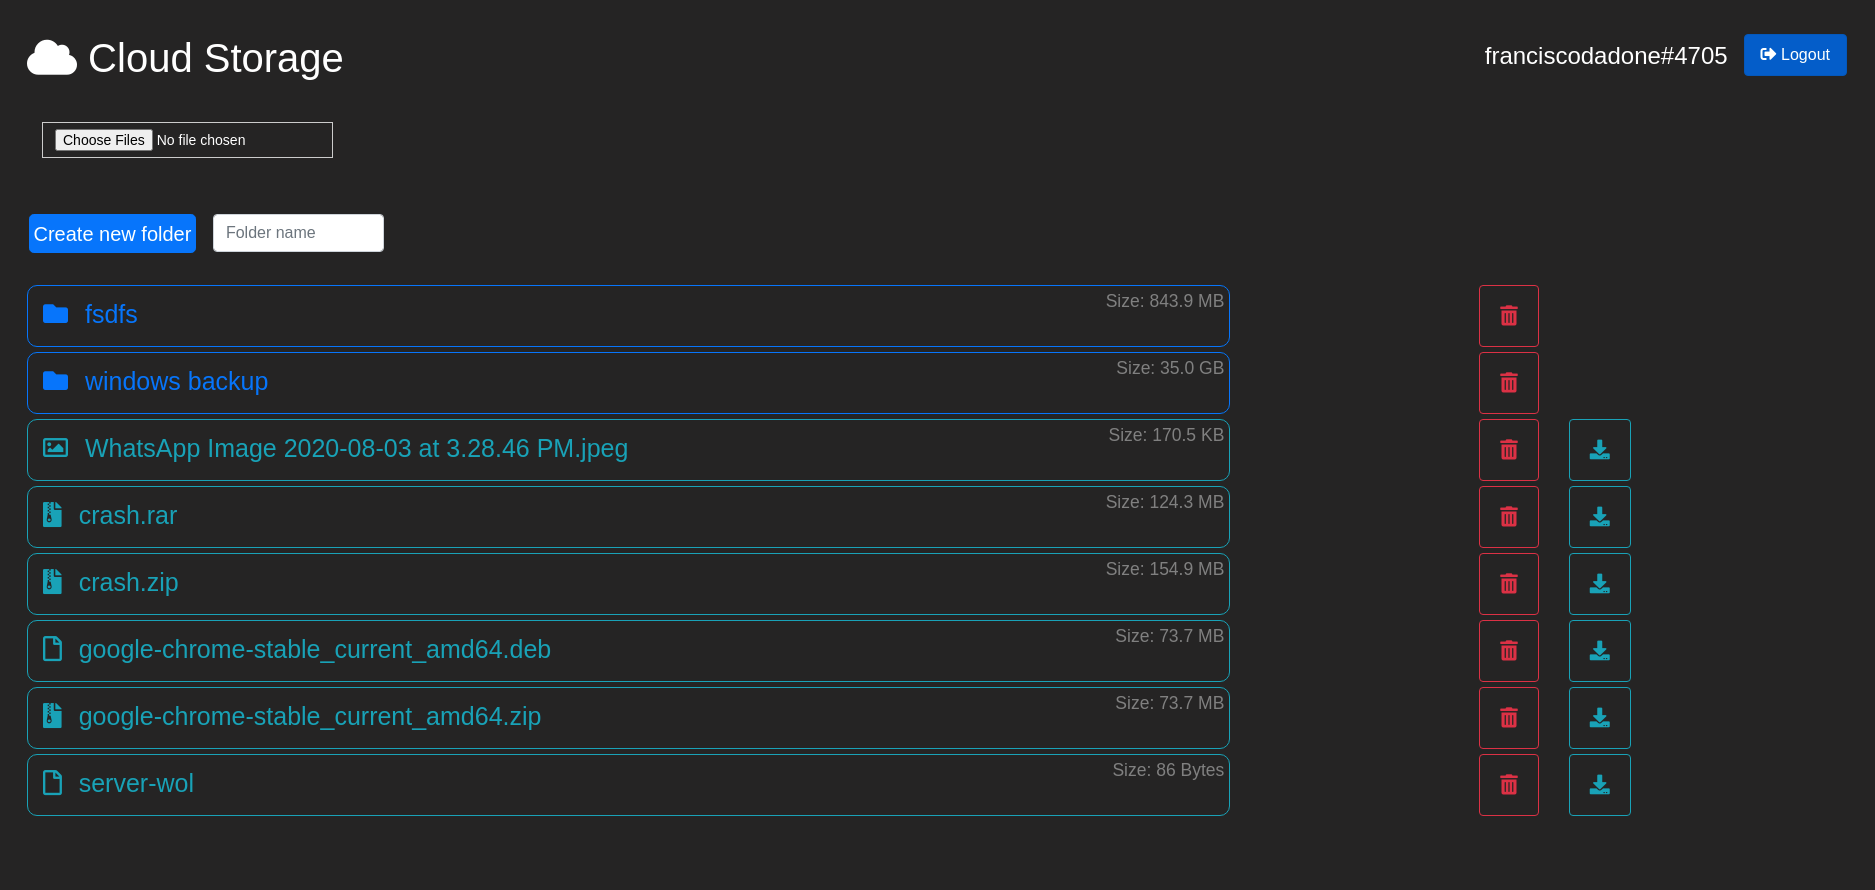 Cloud Storage
franciscodadone#4705
Logout
Choose Files No file chosen
Create new folder
Folder name
fsdfs
Size: 843.9 MB
windows backup
Size: 35.0 GB
WhatsApp Image 2020-08-03 at 3.28.46 PM.jpeg
Size: 170.5 KB
crash.rar
Size: 124.3 MB
crash.zip
Size: 154.9 MB
google-chrome-stable_current_amd64.deb
Size: 73.7 MB
google-chrome-stable_current_amd64.zip
Size: 73.7 MB
server-wol
Size: 86 Bytes